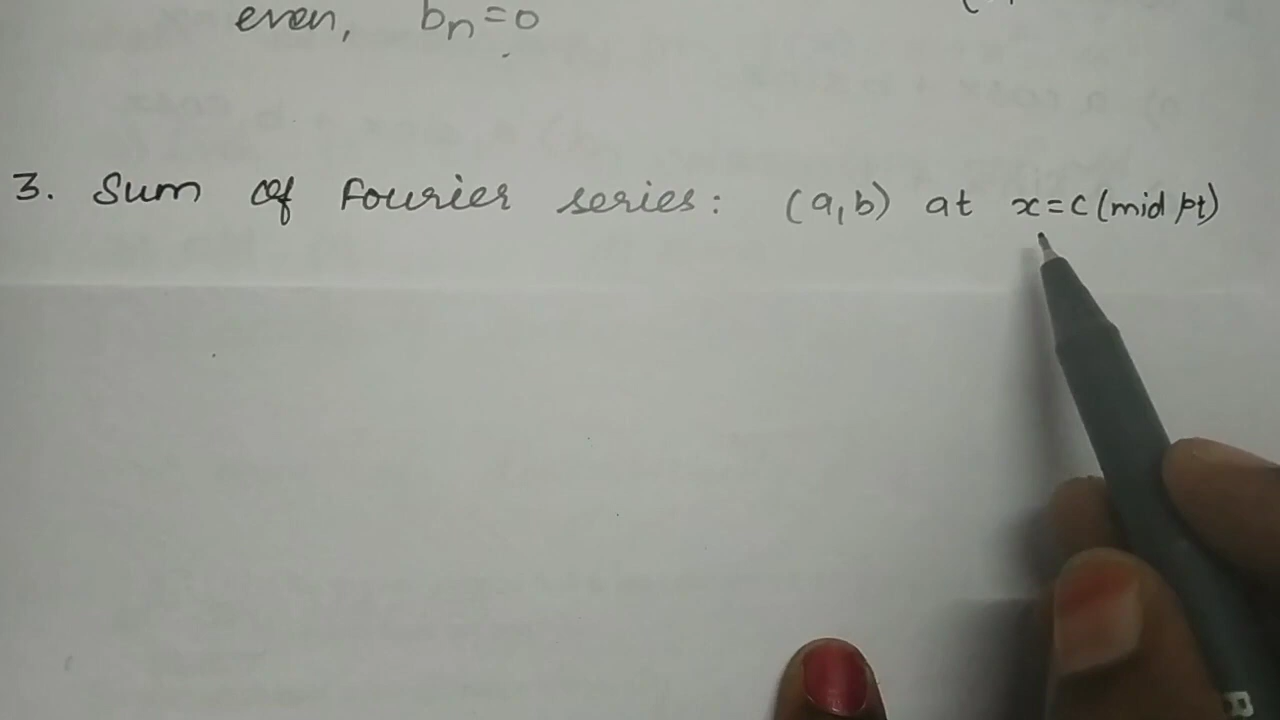 even, bn=0
3. Sum of Fourier series: (a,b) at x=c (mid pt)